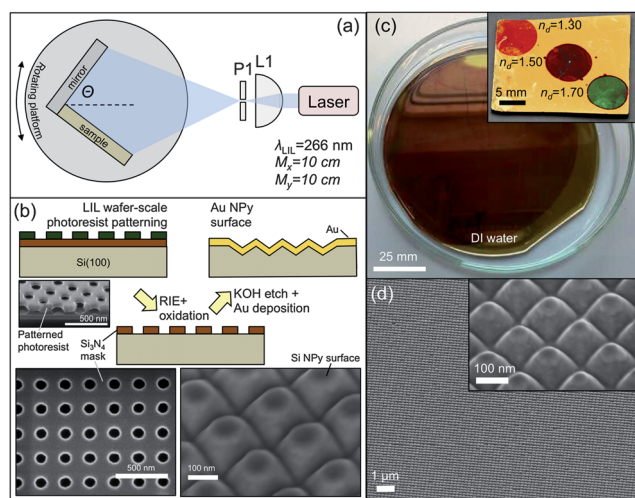 (a)
P1
L1
mirror
Θ
sample
Rotating platform
Laser
λLIL=266 nm
Mx=10 cm
My=10 cm
(b)
LIL wafer-scale
photoresist patterning
Au NPy
surface
Au
Si(100)
500 nm
Patterned
photoresist
RIE+
oxidation
KOH etch +
Au deposition
Si3N4
mask
Si NPy surface
500 nm
100 nm
(c)
nd=1.30
nd=1.50
nd=1.70
5 mm
DI water
25 mm
(d)
100 nm
1 µm